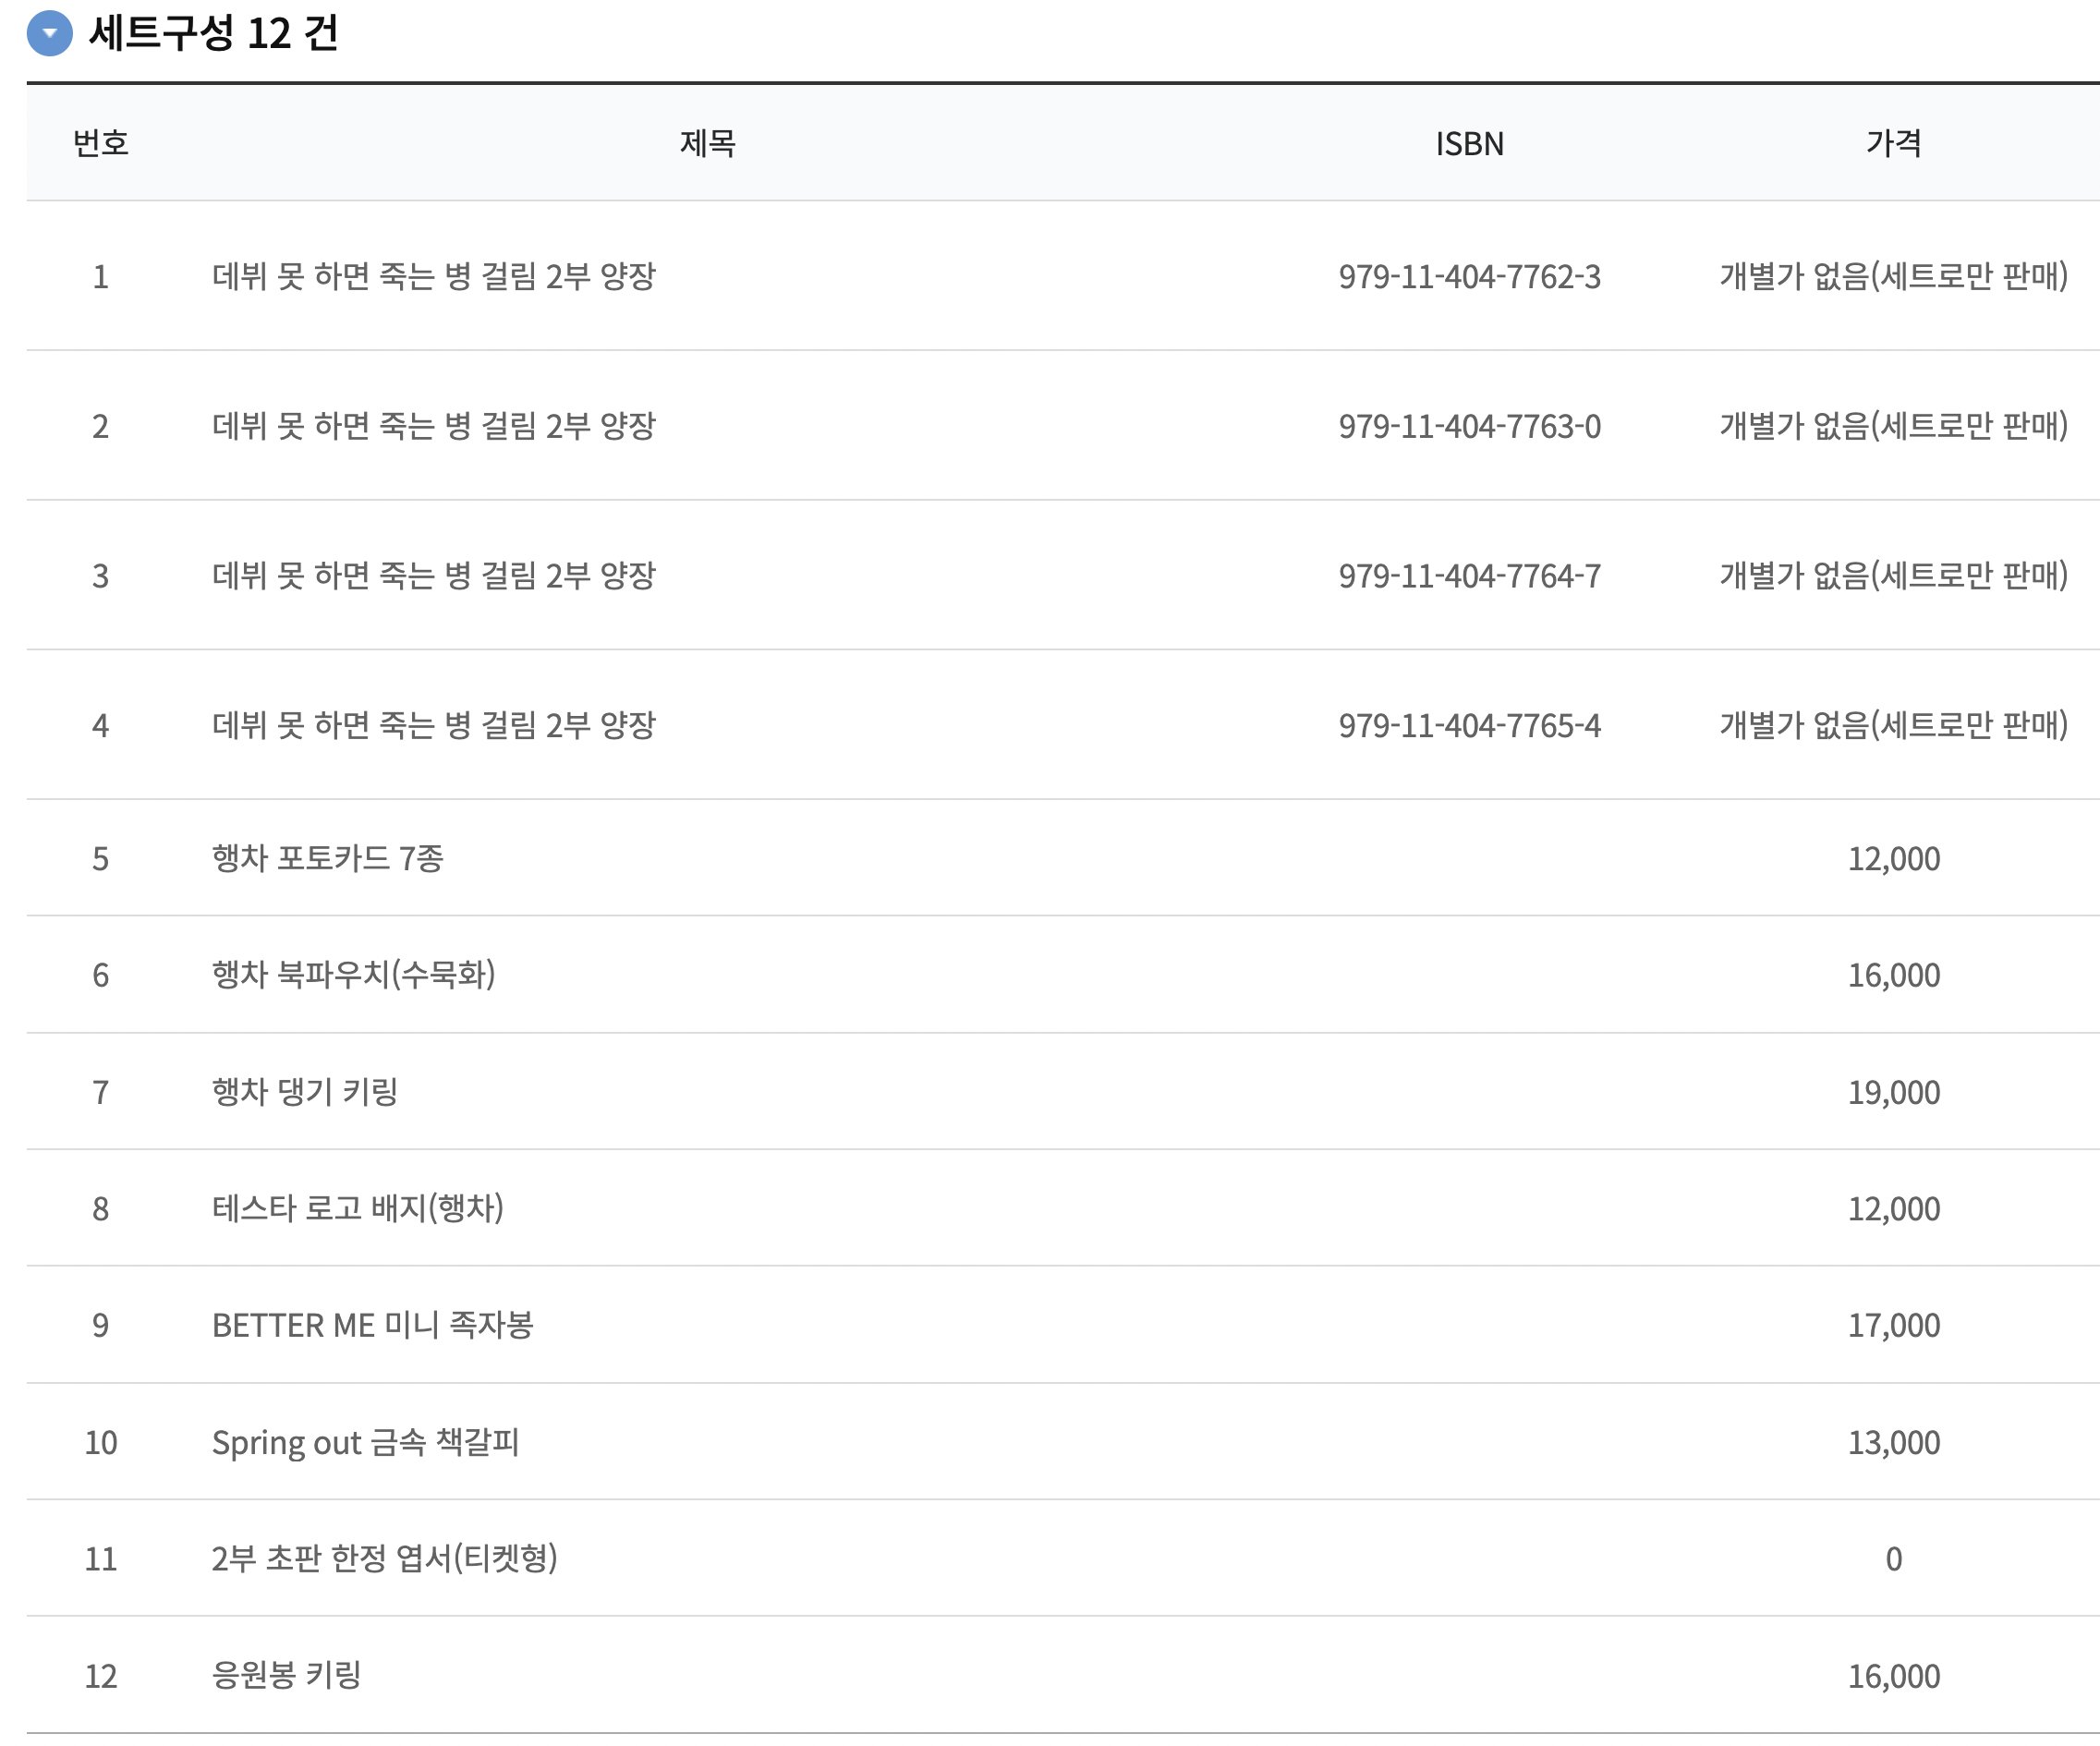 세트구성 12 건
번호 제목 ISBN 가격
1 데뷔 못 하면 죽는 병 걸림 2부 양장 979-11-404-7762-3 개별가 없음(세트로만 판매)
2 데뷔 못 하면 죽는 병 걸림 2부 양장 979-11-404-7763-0 개별가 없음(세트로만 판매)
3 데뷔 못 하면 죽는 병 걸림 2부 양장 979-11-404-7764-7 개별가 없음(세트로만 판매)
4 데뷔 못 하면 죽는 병 걸림 2부 양장 979-11-404-7765-4 개별가 없음(세트로만 판매)
5 행차 포토카드 7종 12,000
6 행차 북파우치(수묵화) 16,000
7 행차 댕기 키링 19,000
8 테스타 로고 배지(행차) 12,000
9 BETTER ME 미니 족자봉 17,000
10 Spring out 금속 책갈피 13,000
11 2부 초판 한정 엽서(티켓형) 0
12 응원봉 키링 16,000